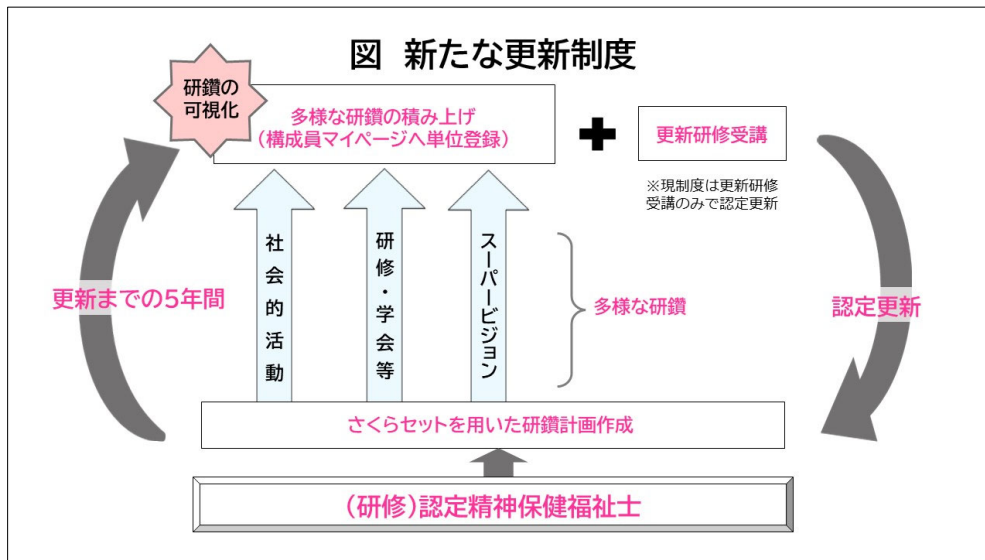 図 新たな更新制度
研鑽の
可視化
多様な研鑽の積み上げ
(構成員マイページへ単位登録)
更新研修受講
※現制度は更新研修
受講のみで認定更新
社会的活動
研修・学会等
スーパービジョン
多様な研鑽
更新までの5年間
認定更新
さくらセットを用いた研鑽計画作成
(研修)認定精神保健福祉士